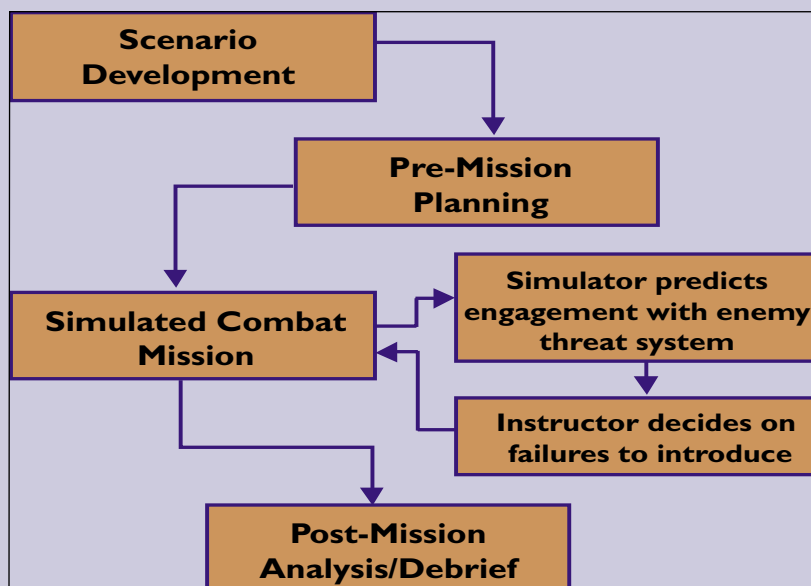 Scenario
Development
Pre-Mission
Planning
Simulated Combat
Mission
Simulator predicts
engagement with enemy
threat system
Instructor decides on
failures to introduce
Post-Mission
Analysis/Debrief